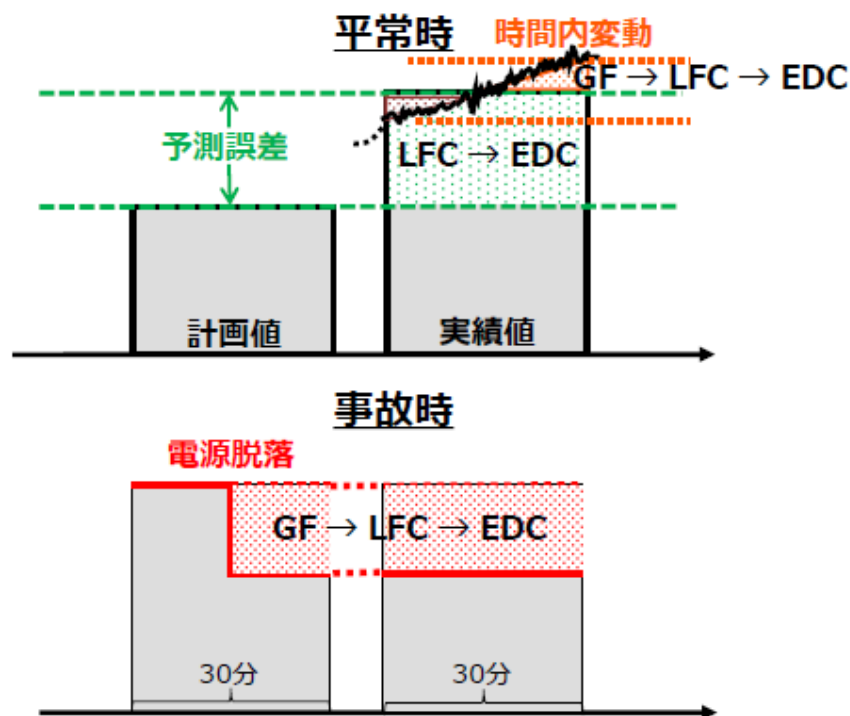 平常時
時間内変動
GF → LFC → EDC
予測誤差
LFC → EDC
計画値
実績値
事故時
電源脱落
GF → LFC → EDC
30分
30分